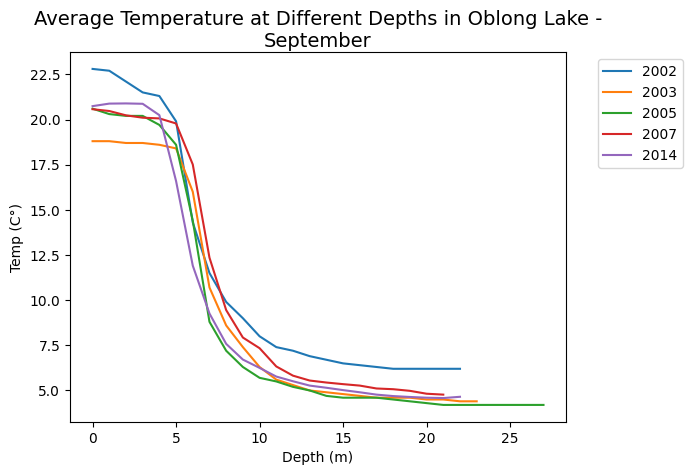 Average Temperature at Different Depths in Oblong Lake -
September
22.5
20.0
17.5
15.0
12.5
10.0
7.5
5.0
Temp (C°)
0 5 10 15 20 25
Depth (m)
2002
2003
2005
2007
2014